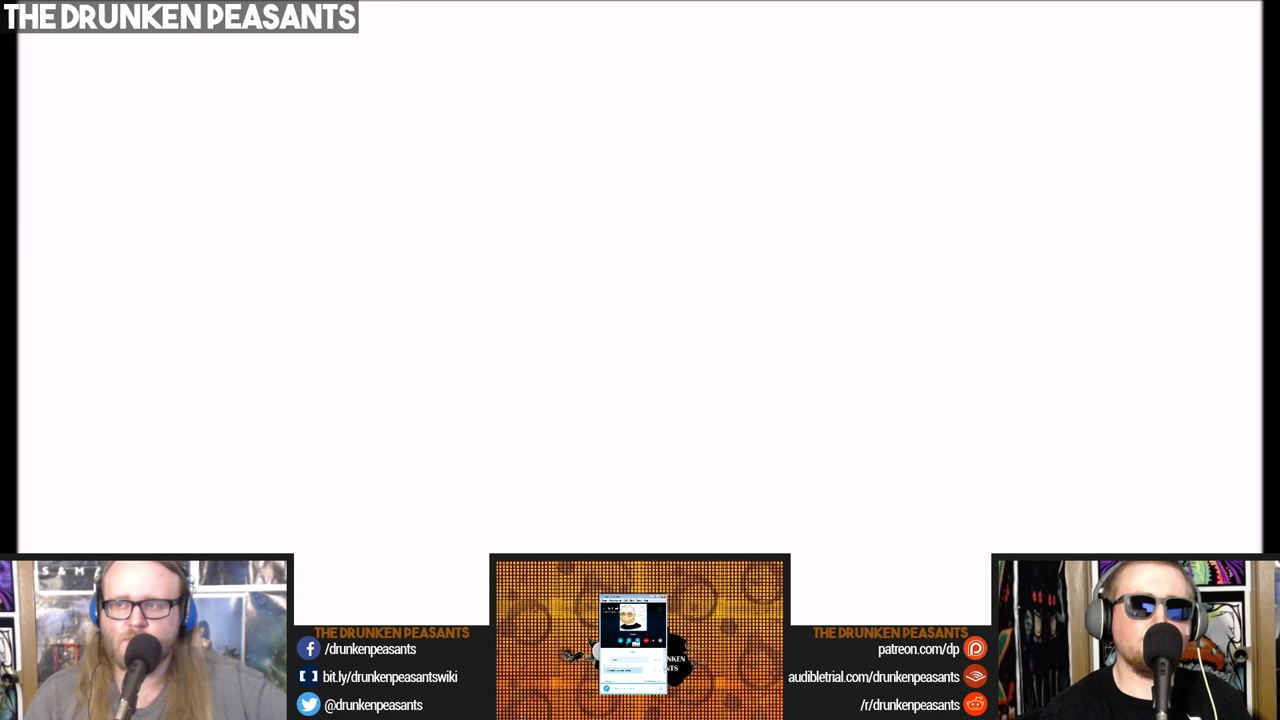 THE DRUNKEN PEASANTS
S & M
THE DRUNKEN PEASANTS
/drunkenpeasants
bit.ly/drunkenpeasantswiki
@drunkenpeasants
THE DRUNKEN PEASANTS
patreon.com/dp
audibletrial.com/drunkenpeasants
/r/drunkenpeasants